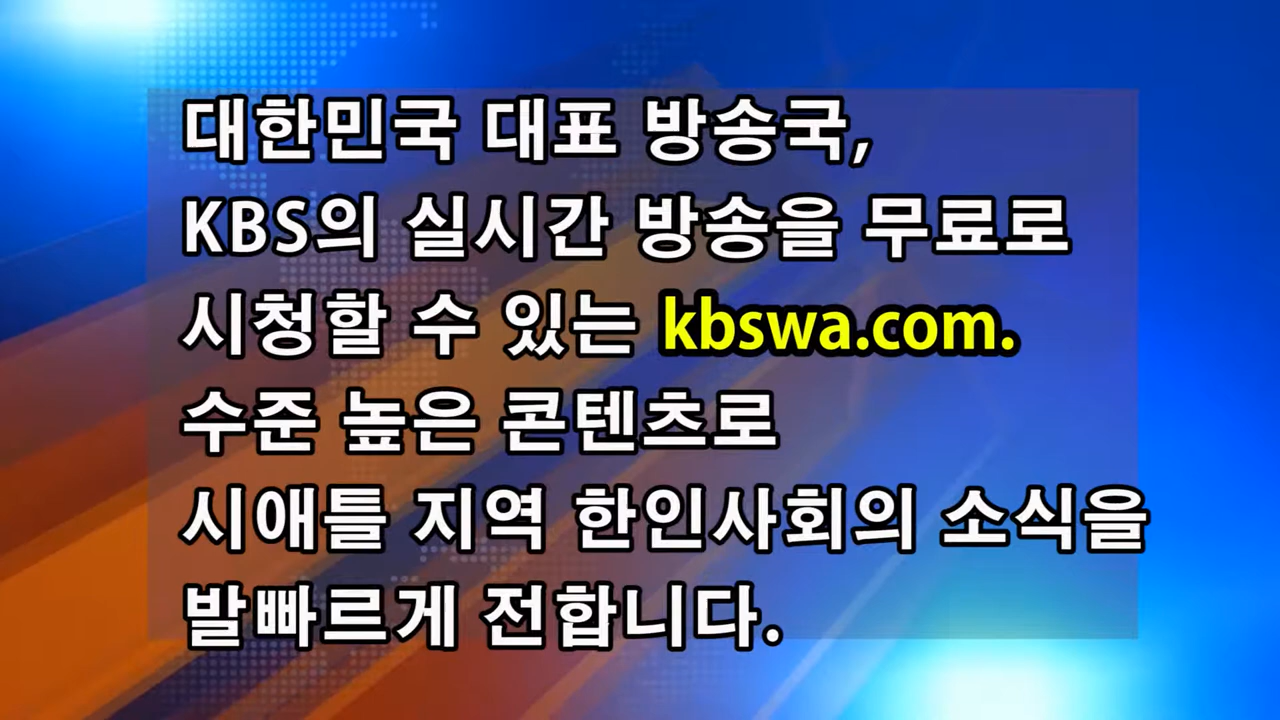 대한민국 대표 방송국,
KBS의 실시간 방송을 무료로
시청할 수 있는 kbswa.com.
수준 높은 콘텐츠로
시애틀 지역 한인사회의 소식을
발빠르게 전합니다.